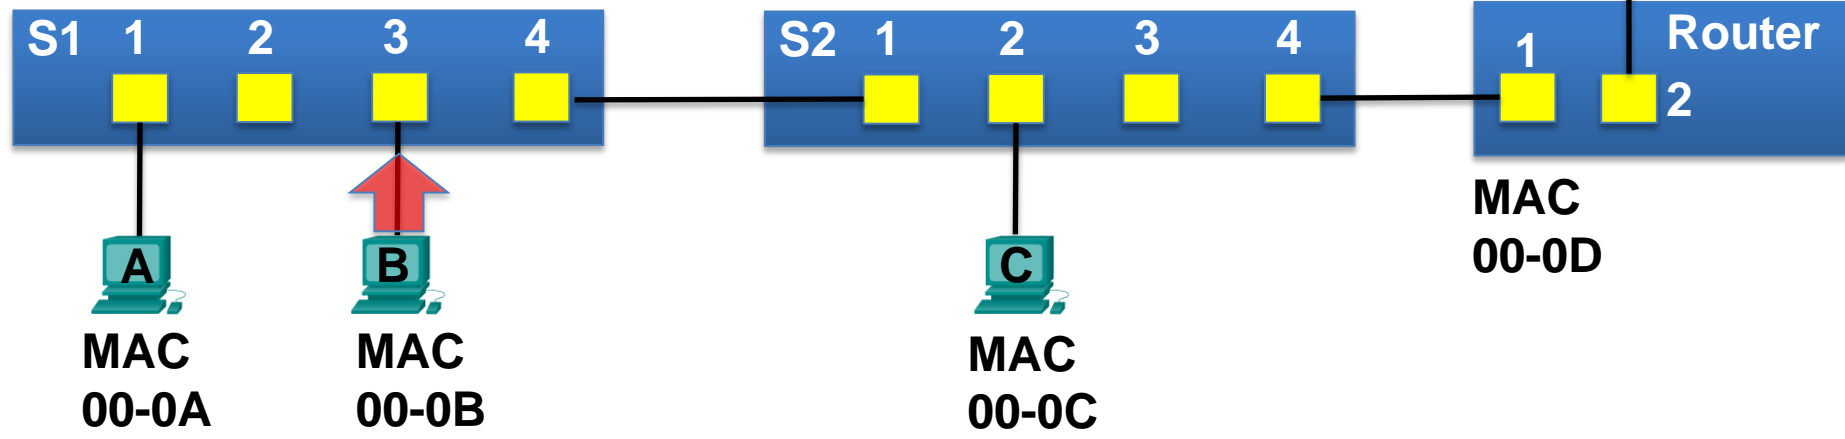 S1 1 2 3 4
S2 1 2 3 4
1 Router
2
A
MAC
00-0A
B
MAC
00-0B
C
MAC
00-0C
MAC
00-0D